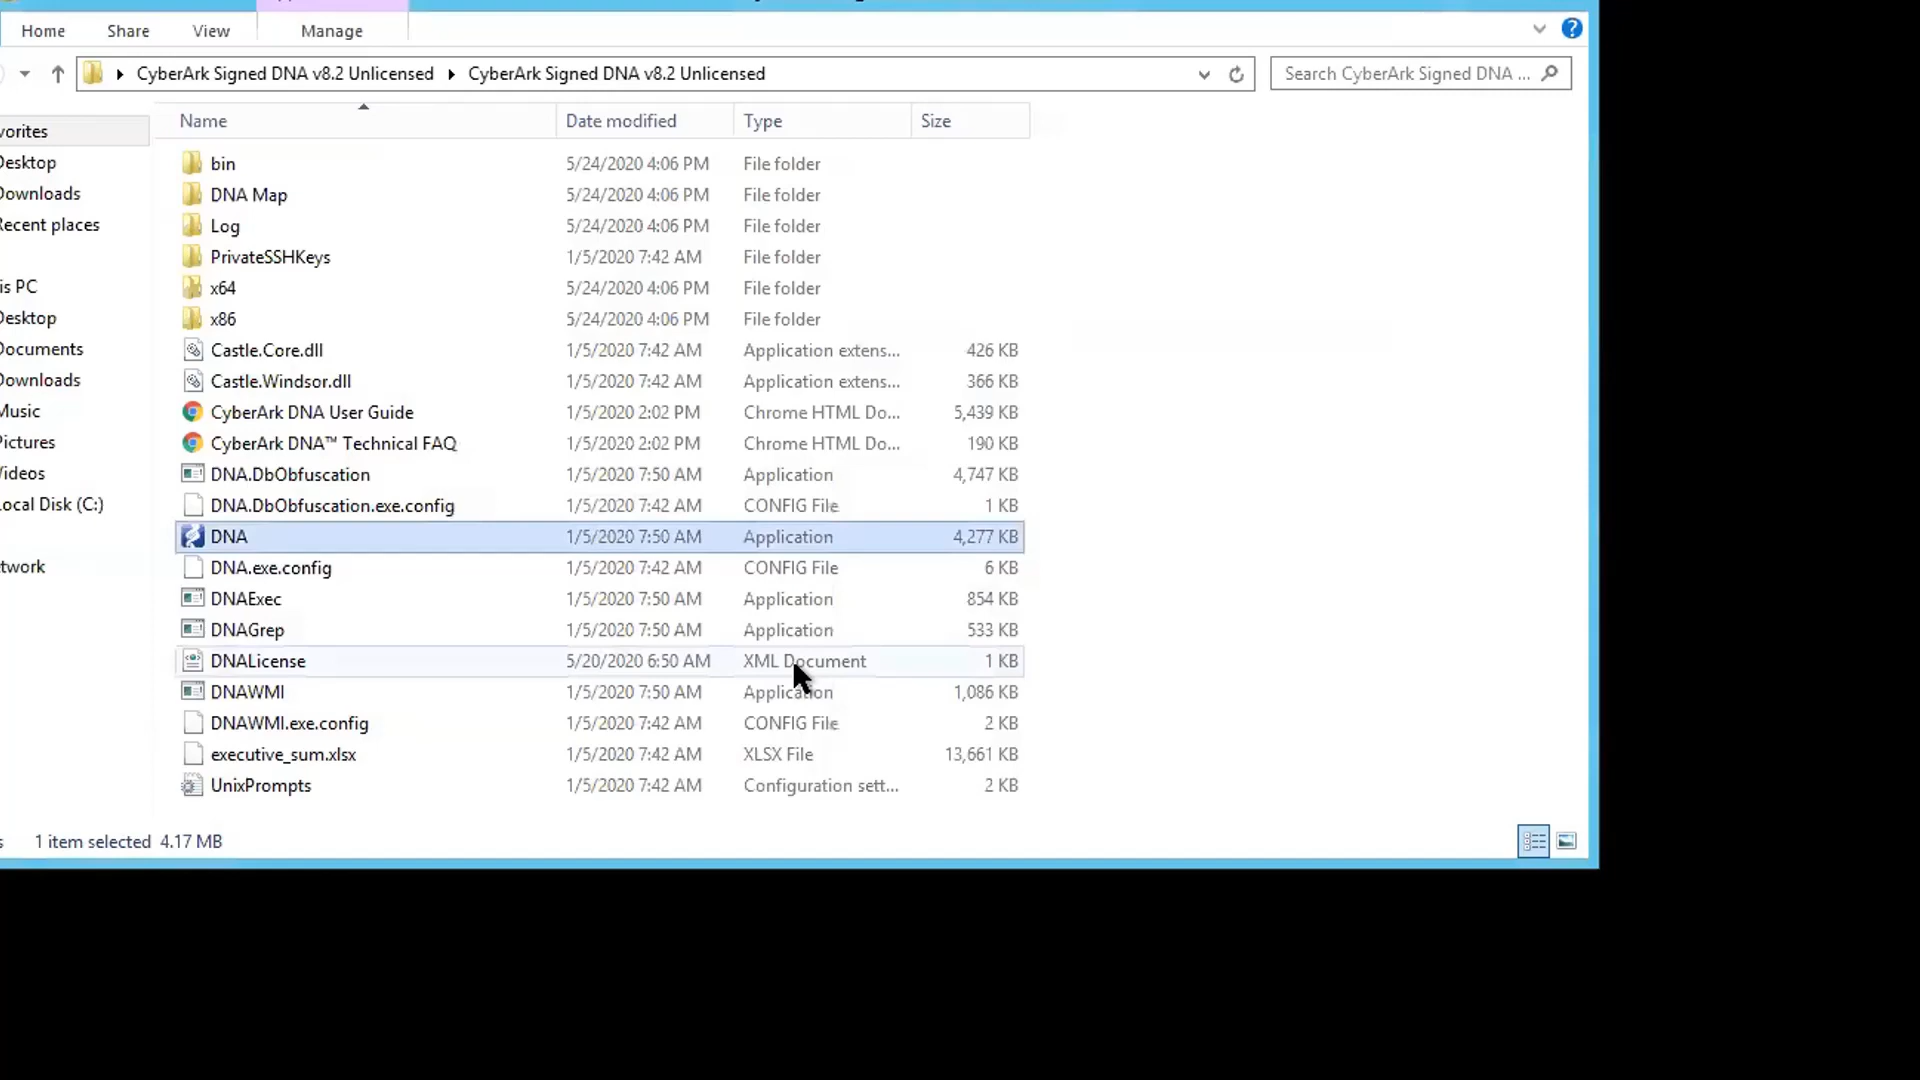 Home Share View Manage
CyberArk Signed DNA v8.2 Unlicensed CyberArk Signed DNA v8.2 Unlicensed Search CyberArk Signed DNA ...
Name Date modified Type Size
vorites
Desktop
Downloads
Recent places
is PC
Desktop
Documents
Downloads
Music
Pictures
Videos
Local Disk (C:)
twork
bin 5/24/2020 4:06 PM File folder
DNA Map 5/24/2020 4:06 PM File folder
Log 5/24/2020 4:06 PM File folder
PrivateSSHKeys 1/5/2020 7:42 AM File folder
x64 5/24/2020 4:06 PM File folder
x86 5/24/2020 4:06 PM File folder
Castle.Core.dll 1/5/2020 7:42 AM Application extens... 426 KB
Castle.Windsor.dll 1/5/2020 7:42 AM Application extens... 366 KB
CyberArk DNA User Guide 1/5/2020 2:02 PM Chrome HTML Do... 5,439 KB
CyberArk DNA™ Technical FAQ 1/5/2020 2:02 PM Chrome HTML Do... 190 KB
DNA.DbObfuscation 1/5/2020 7:50 AM Application 4,747 KB
DNA.DbObfuscation.exe.config 1/5/2020 7:42 AM CONFIG File 1 KB
DNA 1/5/2020 7:50 AM Application 4,277 KB
DNA.exe.config 1/5/2020 7:42 AM CONFIG File 6 KB
DNAExec 1/5/2020 7:50 AM Application 854 KB
DNAGrep 1/5/2020 7:50 AM Application 533 KB
DNALicense 5/20/2020 6:50 AM XML Document 1 KB
DNAWMI 1/5/2020 7:50 AM Application 1,086 KB
DNAWMI.exe.config 1/5/2020 7:42 AM CONFIG File 2 KB
executive_sum.xlsx 1/5/2020 7:42 AM XLSX File 13,661 KB
UnixPrompts 1/5/2020 7:42 AM Configuration sett... 2 KB
s 1 item selected 4.17 MB